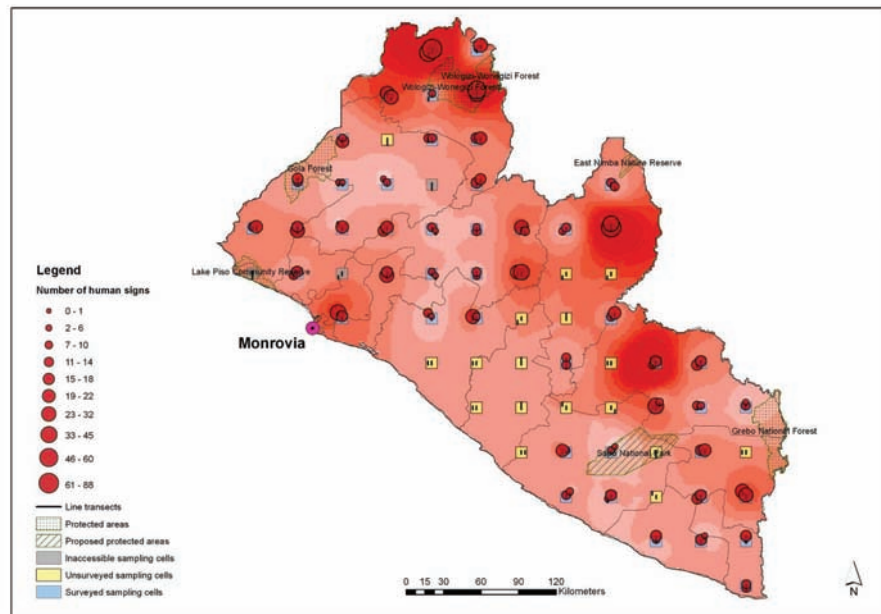 Wologizi-Wonegizi Forest
Wologizi-Wonegizi Forest
East Nimba Nature Reserve
Gola Forest
Lake Piso Community Reserve
Monrovia
Grebo National Forest
Sapo National Park
Legend
Number of human signs
0 - 1
2 - 6
7 - 10
11 - 14
15 - 18
19 - 22
23 - 32
33 - 45
46 - 60
61 - 88
Line transects
Protected areas
Proposed protected areas
Inaccessible sampling cells
Unsurveyed sampling cells
Surveyed sampling cells
0 15 30 60 90 120
Kilometers
N